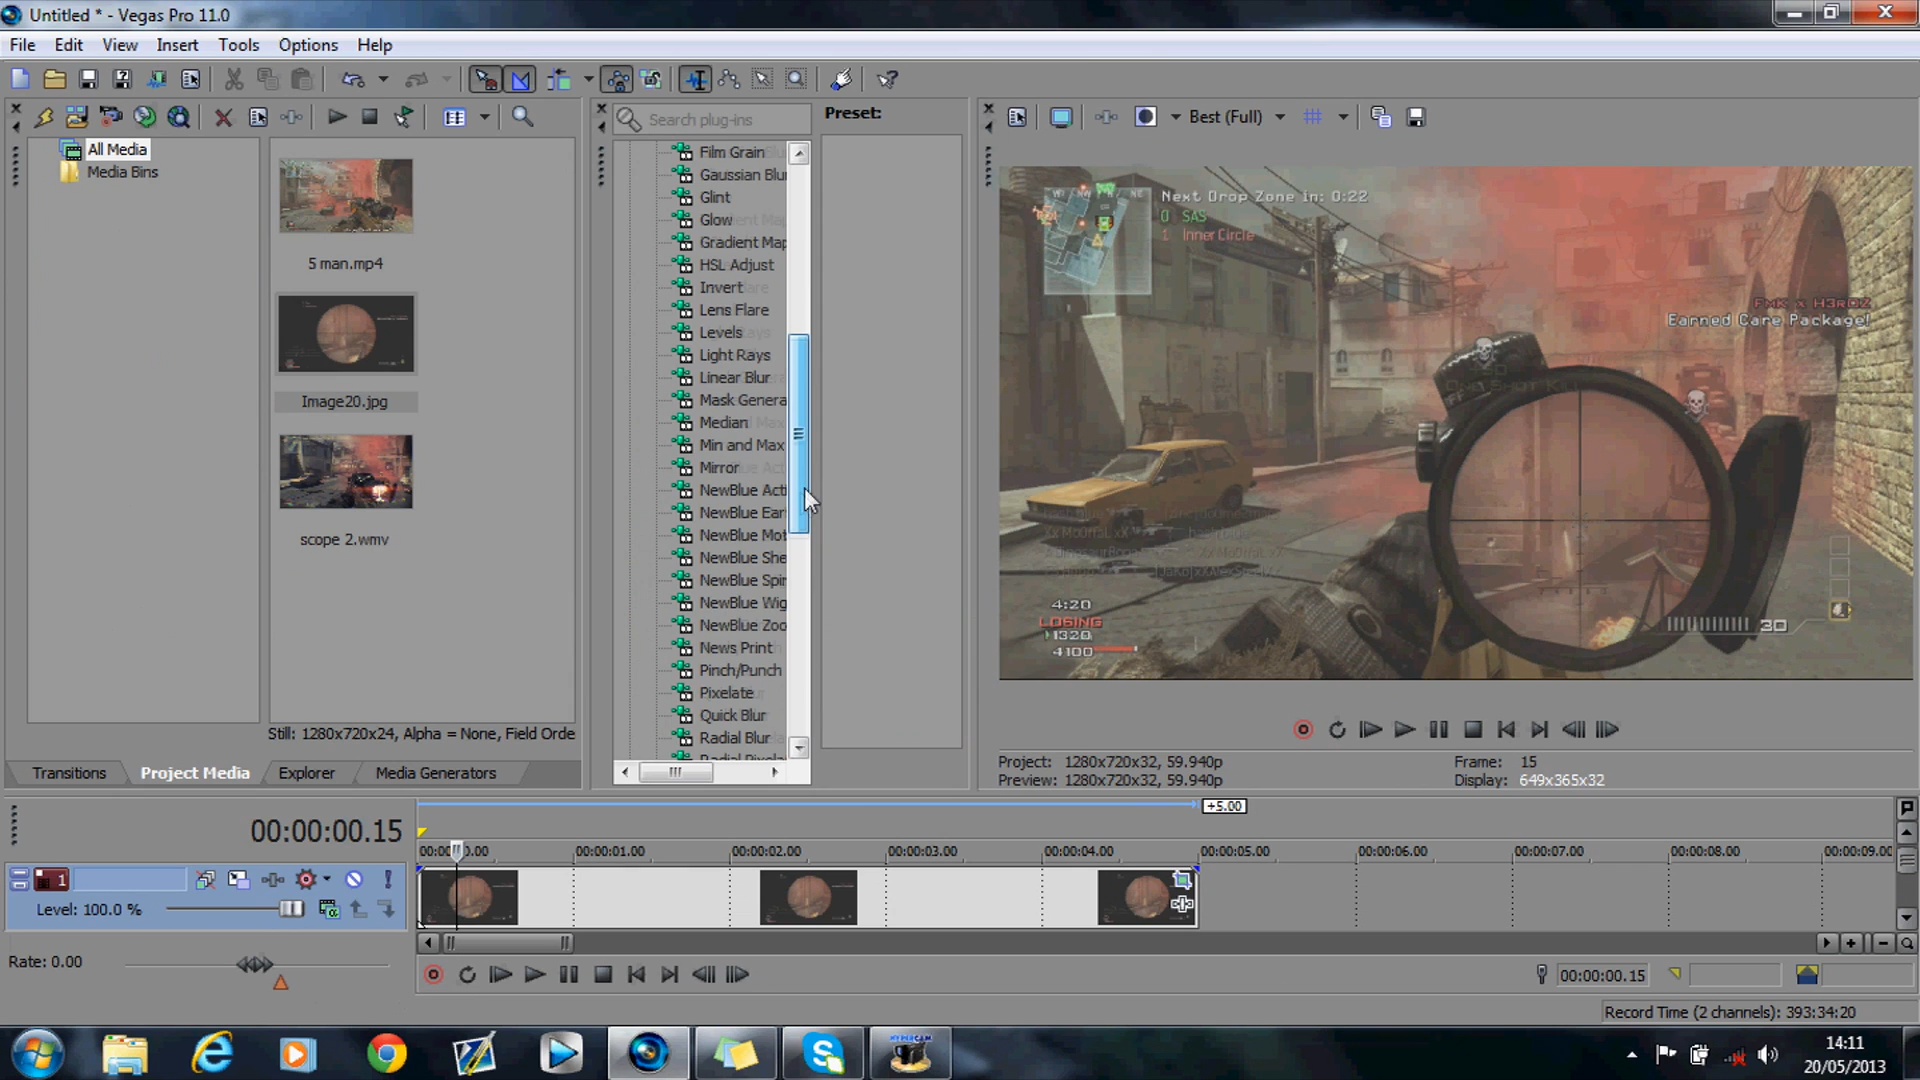 Untitled * - Vegas Pro 11.0
File Edit View Insert Tools Options Help
Search plug-ins
Preset:
Best (Full)
All Media
Media Bins
5 man.mp4
Image20.jpg
scope 2.wmv
Still: 1280x720x24, Alpha = None, Field Orde
Transitions Project Media Explorer Media Generators
Film Grain
Gaussian Blu
Glint
Glow
Gradient Map
HSL Adjust
Invert
Lens Flare
Levels
Light Rays
Linear Blur
Mask Genera
Median
Min and Max
Mirror
NewBlue Acti
NewBlue Ear
NewBlue Mot
NewBlue She
NewBlue Spin
NewBlue Wig
NewBlue Zoo
News Print
Pinch/Punch
Pixelate
Quick Blur
Radial Blur
NW N NE
Next Drop Zone in: 0:22
0 SAS
1 Inner Circle
FMK x H3RDZ
Earned Care Package!
ONE SHOT KILL
4:20
LOSING
1320
4100
30
Project: 1280x720x32, 59.940p
Preview: 1280x720x32, 59.940p
Frame: 15
Display: 649x365x32
+5.00
00:00:00.15
00:00:01.00 00:00:02.00 00:00:03.00 00:00:04.00 00:00:05.00 00:00:06.00 00:00:07.00 00:00:08.00 00:00:09.00
1
Level: 100.0 %
Rate: 0.00
00:00:00.15
Record Time (2 channels): 393:34:20
HYPERCAM
14:11
20/05/2013